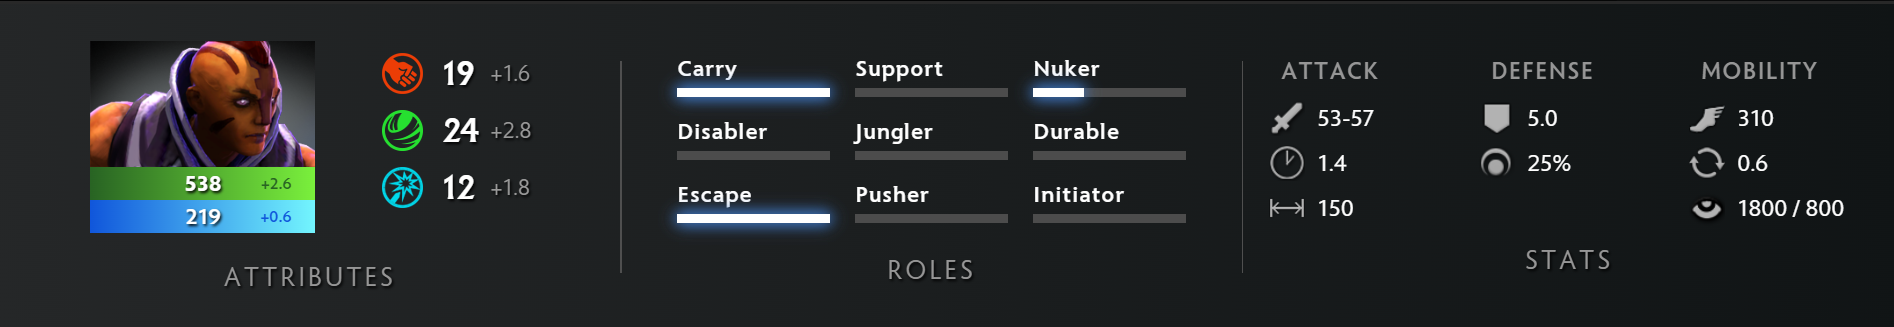 538 +2.6
219 +0.6
19 +1.6
24 +2.8
12 +1.8
ATTRIBUTES
Carry Support Nuker
Disabler Jungler Durable
Escape Pusher Initiator
ROLES
ATTACK DEFENSE MOBILITY
53-57 5.0 310
1.4 25% 0.6
150 1800 / 800
STATS